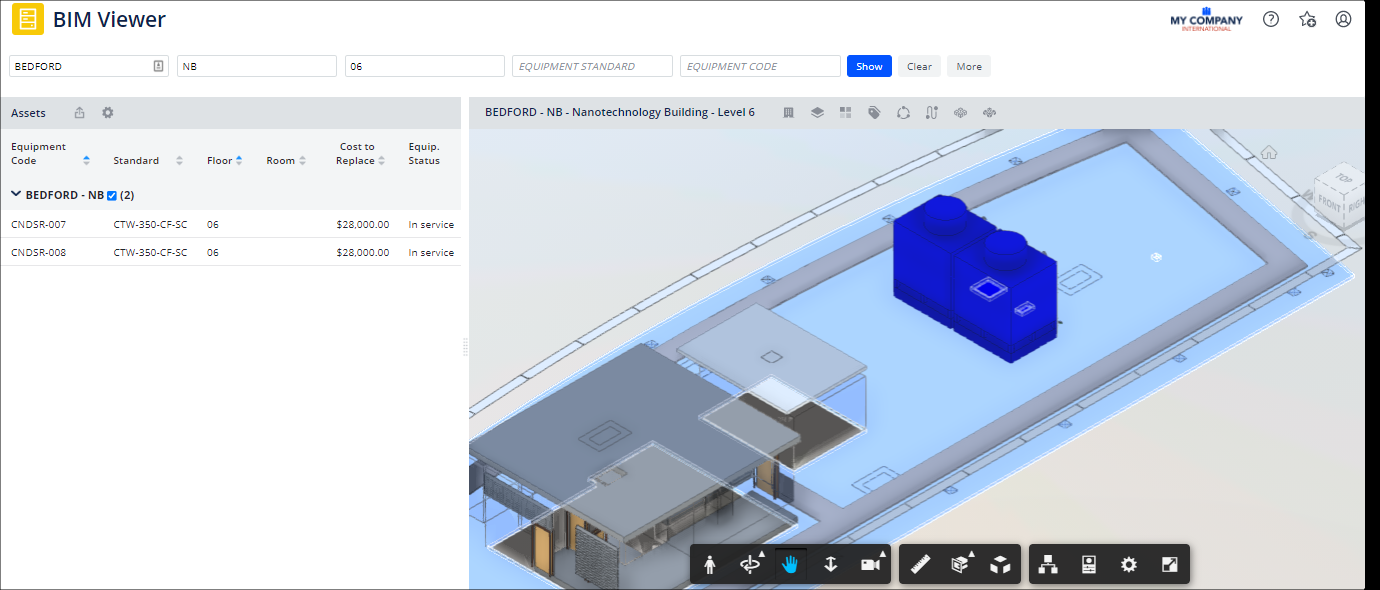 BIM Viewer
MY COMPANY
INTERNATIONAL
BEDFORD
NB
06
EQUIPMENT STANDARD
EQUIPMENT CODE
Show
Clear
More
Assets
BEDFORD - NB - Nanotechnology Building - Level 6
Equipment
Code
Standard
Floor
Room
Cost to
Replace
Equip.
Status
BEDFORD - NB (2)
CNDSR-007 CTW-350-CF-SC 06 $28,000.00 In service
CNDSR-008 CTW-350-CF-SC 06 $28,000.00 In service
TOP
FRONT
RIGH
S